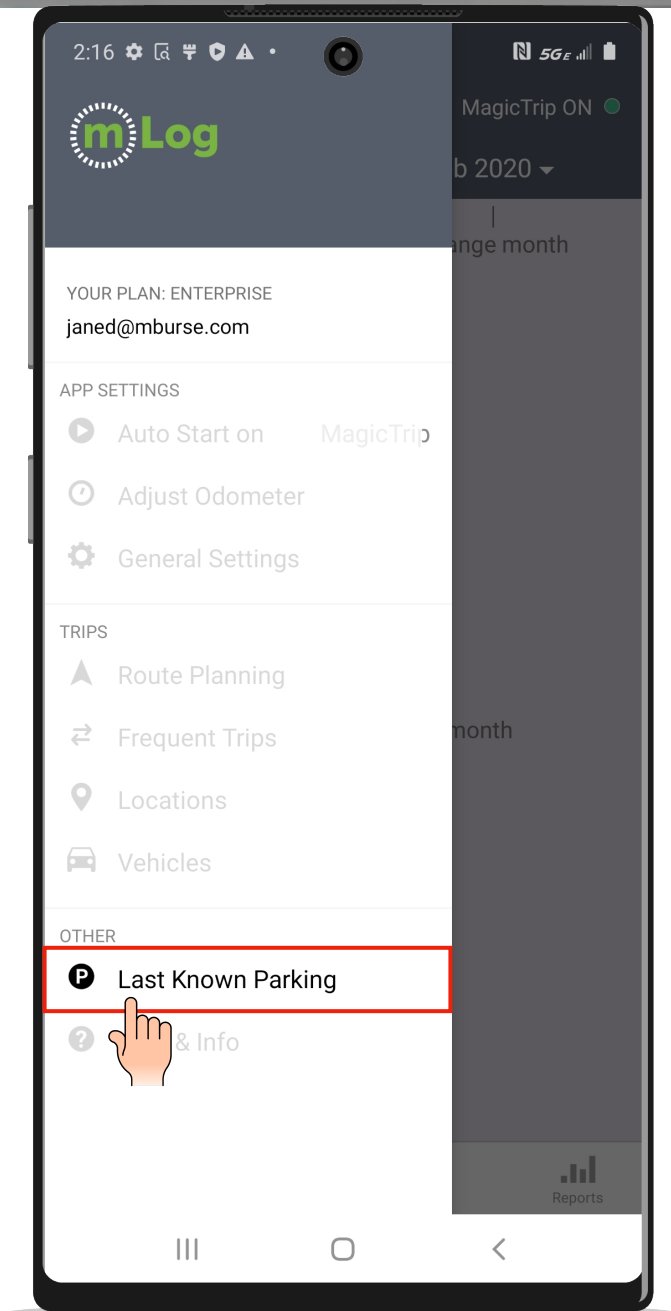 2:16
5G E
MagicTrip ON
mLog
b 2020
ange month
YOUR PLAN: ENTERPRISE
janed@mburse.com
APP SETTINGS
Auto Start on MagicTrip
Adjust Odometer
General Settings
TRIPS
Route Planning
Frequent Trips
month
Locations
Vehicles
OTHER
P Last Known Parking
? & Info
Reports